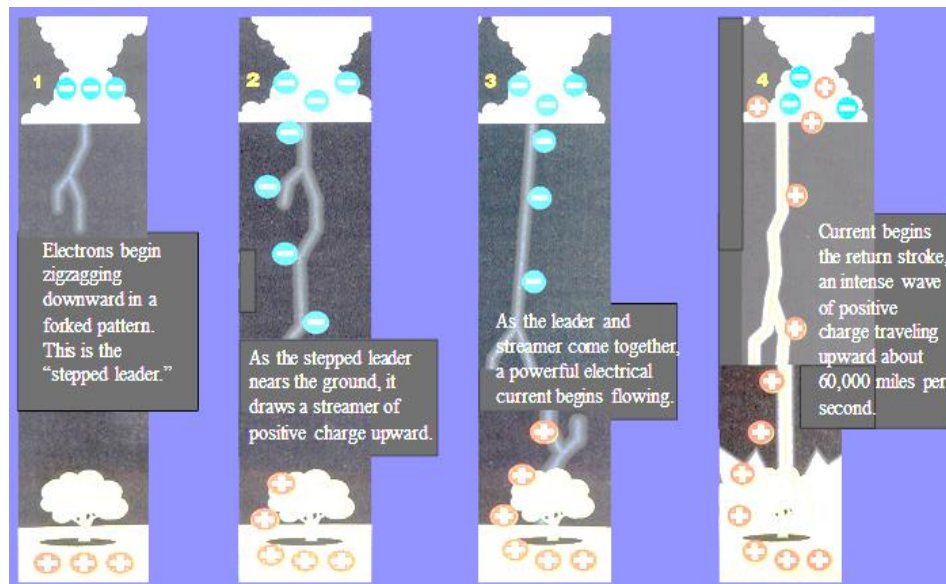 1
Electrons begin
zigzagging
downward in a
forked pattern.
This is the
“stepped leader.”
2
As the stepped leader
nears the ground, it
draws a streamer of
positive charge upward.
3
As the leader and
streamer come together,
a powerful electrical
current begins flowing.
4
Current begins
the return stroke,
an intense wave
of positive
charge traveling
upward about
60,000 miles per
second.